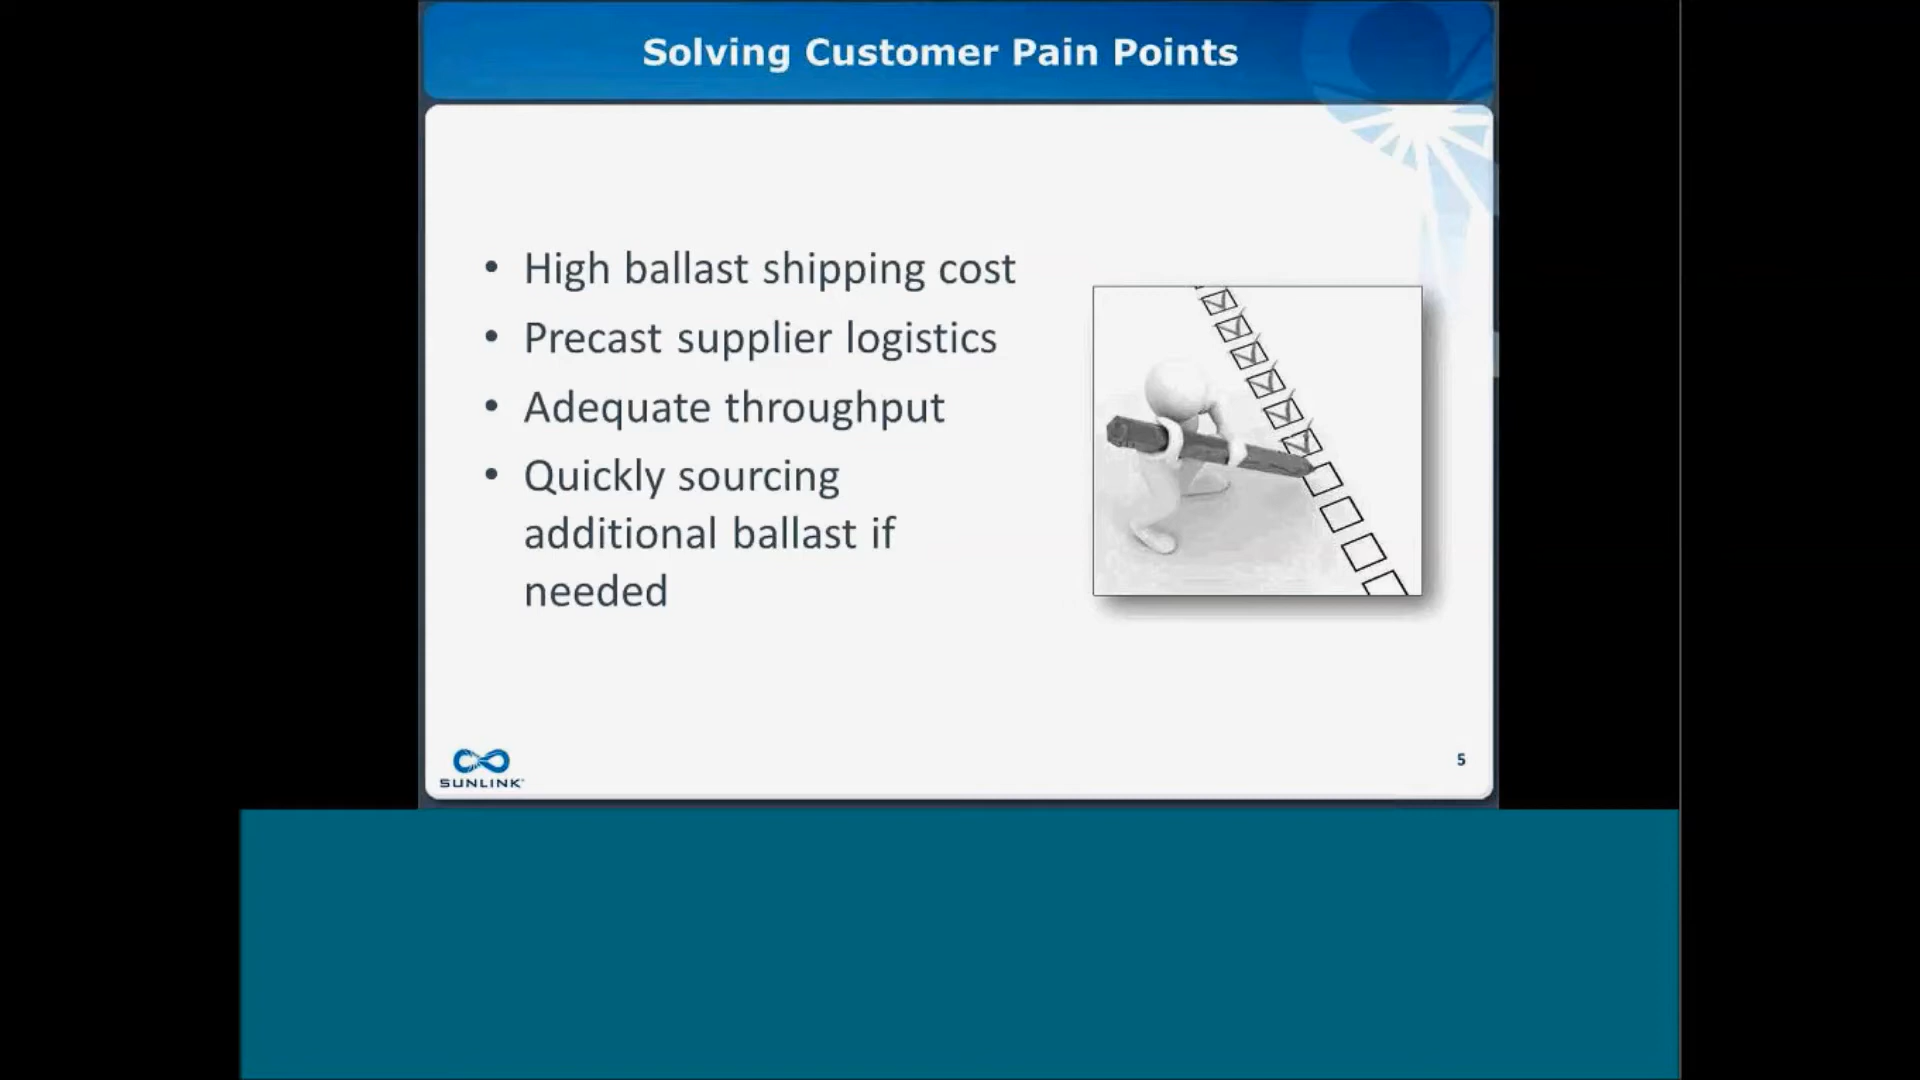 Solving Customer Pain Points
• High ballast shipping cost
• Precast supplier logistics
• Adequate throughput
• Quickly sourcing
additional ballast if
needed
SUNLINK
5